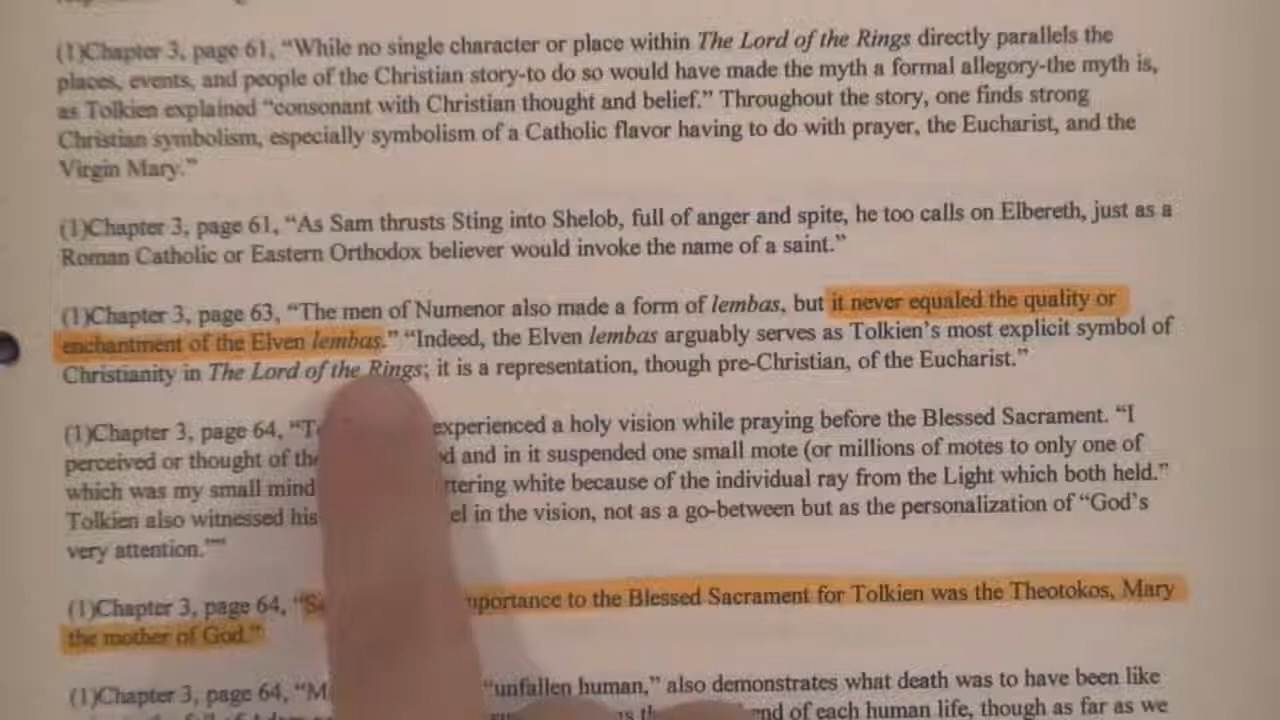 (1)Chapter 3, page 61, “While no single character or place within The Lord of the Rings directly parallels the
places, events, and people of the Christian story-to do so would have made the myth a formal allegory-the myth is,
as Tolkien explained “consonant with Christian thought and belief.” Throughout the story, one finds strong
Christian symbolism, especially symbolism of a Catholic flavor having to do with prayer, the Eucharist, and the
Virgin Mary.”
(1)Chapter 3, page 61, “As Sam thrusts Sting into Shelob, full of anger and spite, he too calls on Elbereth, just as a
Roman Catholic or Eastern Orthodox believer would invoke the name of a saint.”
(1)Chapter 3, page 63, “The men of Numenor also made a form of lembas, but it never equaled the quality or
enchantment of the Elven lembas.” “Indeed, the Elven lembas arguably serves as Tolkien’s most explicit symbol of
Christianity in The Lord of the Rings; it is a representation, though pre-Christian, of the Eucharist.”
(1)Chapter 3, page 64, “ experienced a holy vision while praying before the Blessed Sacrament. “I
perceived or thought of and in it suspended one small mote (or millions of motes to only one of
which was my small mind white because of the individual ray from the Light which both held.”
Tolkien also witnessed his in the vision, not as a go-between but as the personalization of “God’s
very attention.””
(1)Chapter 3, page 64, “ to the Blessed Sacrament for Tolkien was the Theotokos, Mary
the mother of God.”
(1)Chapter 3, page 64, “ “unfallen human,” also demonstrates what death was to have been like
of each human life, though as far as we